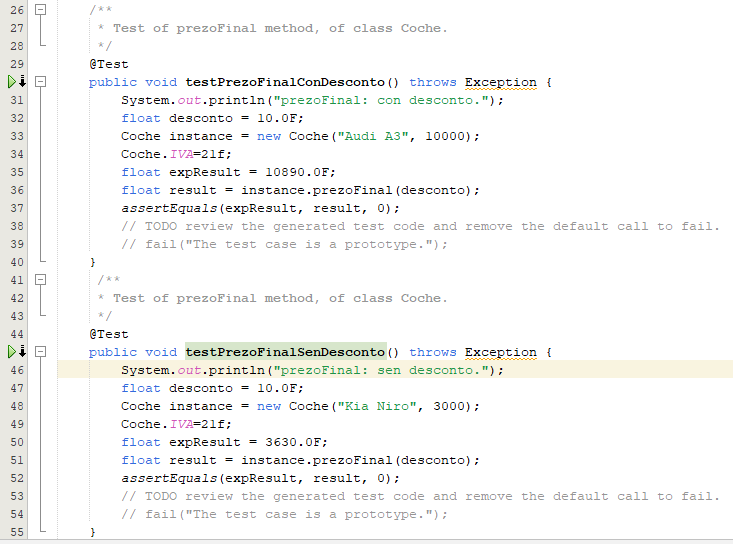 26 /**
27 * Test of prezoFinal method, of class Coche.
28 */
29 @Test
public void testPrezoFinalConDesconto() throws Exception {
31 System.out.println("prezoFinal: con desconto.");
32 float desconto = 10.0F;
33 Coche instance = new Coche("Audi A3", 10000);
34 Coche.IVA=21f;
35 float expResult = 10890.0F;
36 float result = instance.prezoFinal(desconto);
37 assertEquals(expResult, result, 0);
38 // TODO review the generated test code and remove the default call to fail.
39 // fail("The test case is a prototype.");
40 }
41 /**
42 * Test of prezoFinal method, of class Coche.
43 */
44 @Test
public void testPrezoFinalSenDesconto() throws Exception {
46 System.out.println("prezoFinal: sen desconto.");
47 float desconto = 10.0F;
48 Coche instance = new Coche("Kia Niro", 3000);
49 Coche.IVA=21f;
50 float expResult = 3630.0F;
51 float result = instance.prezoFinal(desconto);
52 assertEquals(expResult, result, 0);
53 // TODO review the generated test code and remove the default call to fail.
54 // fail("The test case is a prototype.");
55 }